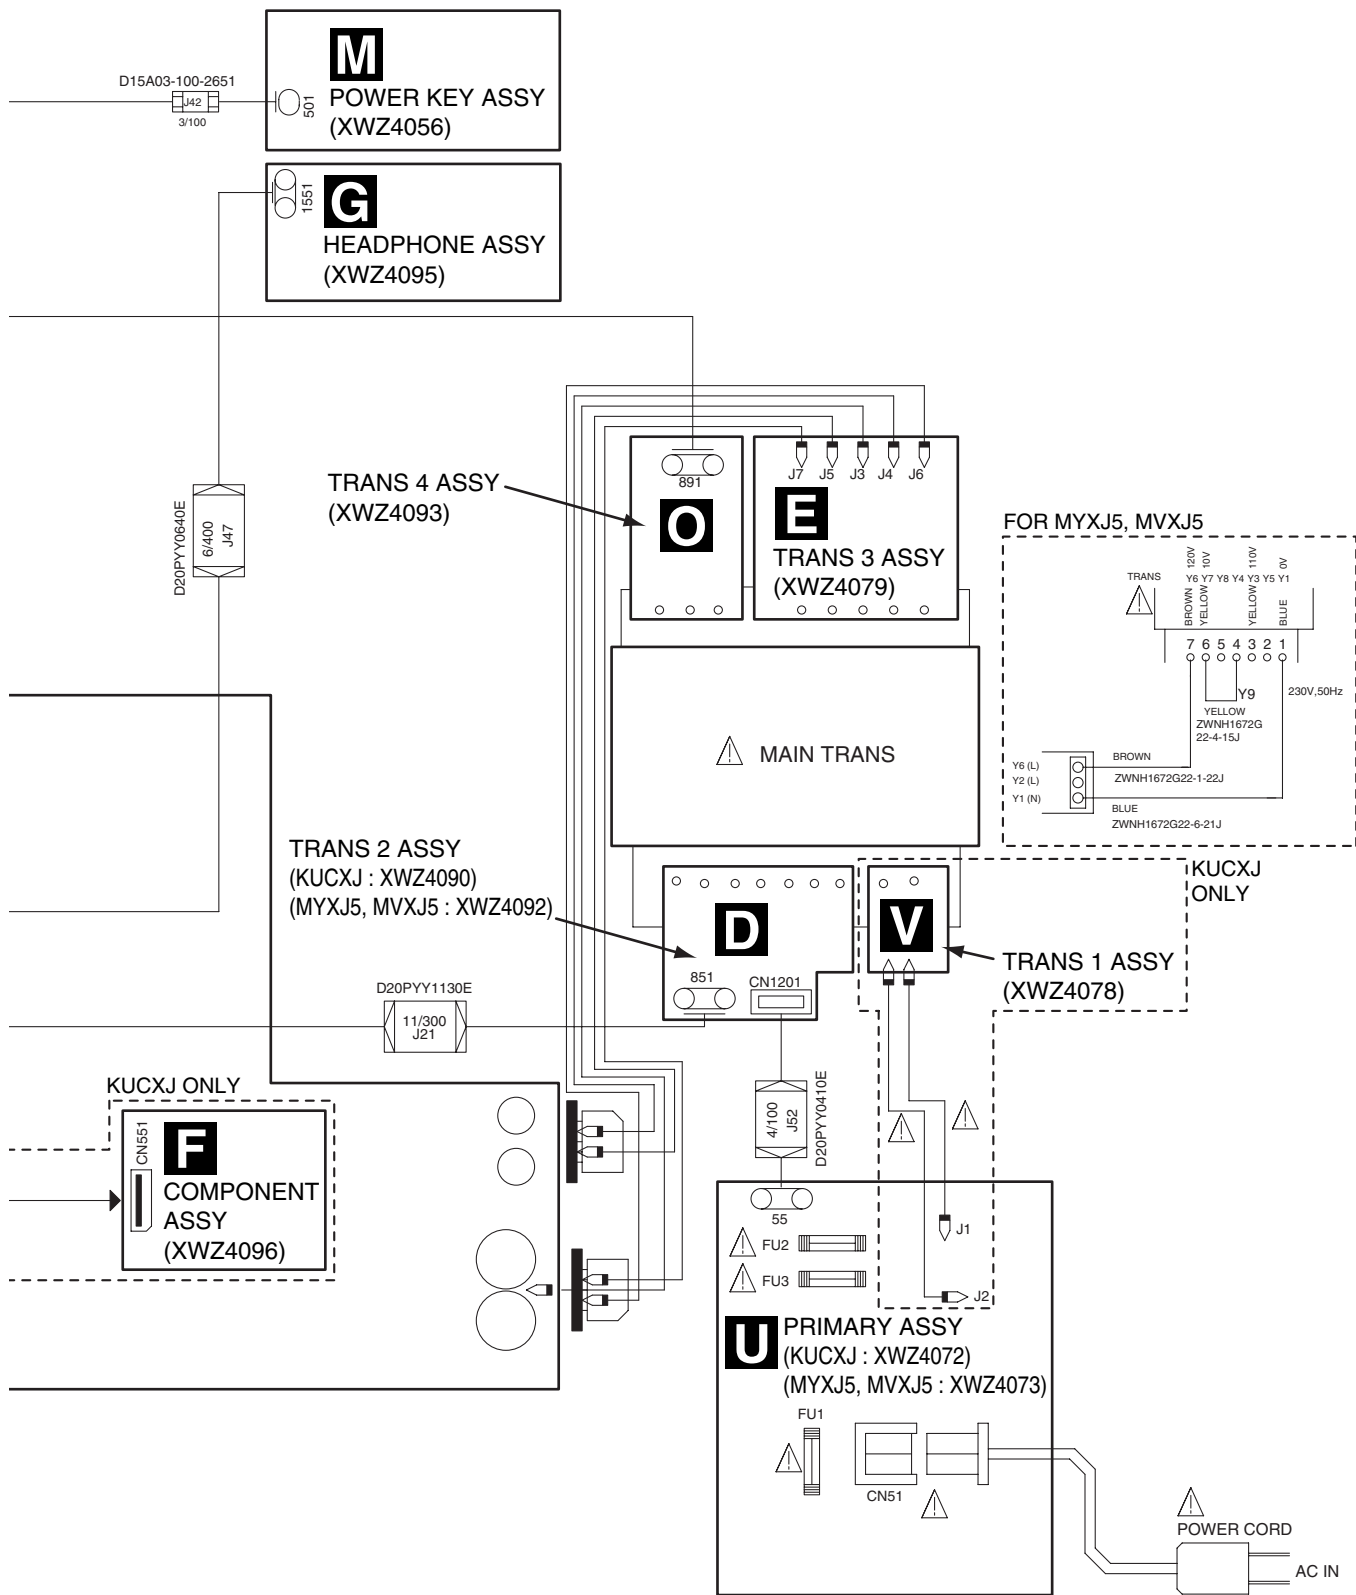 M
POWER KEY ASSY
(XWZ4056)
D15A03-100-2651
J42
3/100
501
G
HEADPHONE ASSY
(XWZ4095)
1551
D20PYY0640E
6/400
J47
TRANS 4 ASSY
(XWZ4093)
891
O
J7 J5 J3 J4 J6
E
TRANS 3 ASSY
(XWZ4079)
FOR MYXJ5, MVXJ5
TRANS
120V 10V 110V 0V
Y6 Y7 Y8 Y4 Y3 Y5 Y1
BROWN YELLOW YELLOW BLUE
7 6 5 4 3 2 1
Y9
230V,50Hz
YELLOW
ZWNH1672G
22-4-15J
Y6 (L)
Y2 (L)
Y1 (N)
BROWN
ZWNH1672G22-1-22J
BLUE
ZWNH1672G22-6-21J
MAIN TRANS
TRANS 2 ASSY
(KUCXJ : XWZ4090)
(MYXJ5, MVXJ5 : XWZ4092)
D
851
CN1201
V
KUCXJ
ONLY
TRANS 1 ASSY
(XWZ4078)
D20PYY1130E
11/300
J21
4/100
J52
D20PYY0410E
KUCXJ ONLY
CN551
F
COMPONENT
ASSY
(XWZ4096)
55
FU2
FU3
J1
J2
U
PRIMARY ASSY
(KUCXJ : XWZ4072)
(MYXJ5, MVXJ5 : XWZ4073)
FU1
CN51
POWER CORD
AC IN